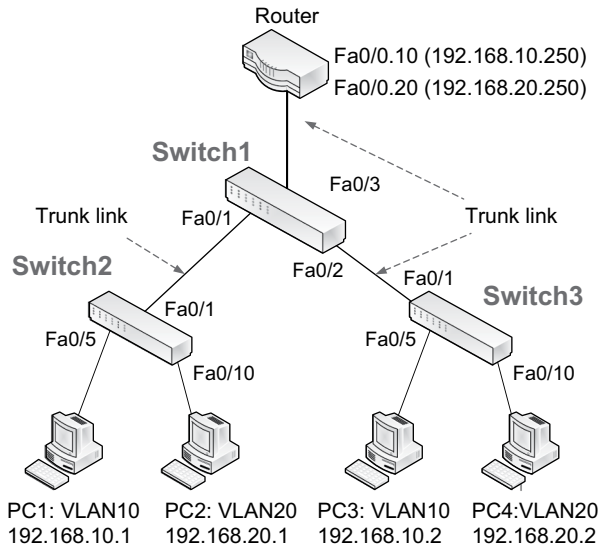 Router
Fa0/0.10 (192.168.10.250)
Fa0/0.20 (192.168.20.250)
Switch1
Fa0/3
Trunk link
Fa0/1
Trunk link
Fa0/2
Switch2
Fa0/1
Fa0/1
Switch3
Fa0/5
Fa0/10
Fa0/5
Fa0/10
PC1: VLAN10
192.168.10.1
PC2: VLAN20
192.168.20.1
PC3: VLAN10
192.168.10.2
PC4:VLAN20
192.168.20.2